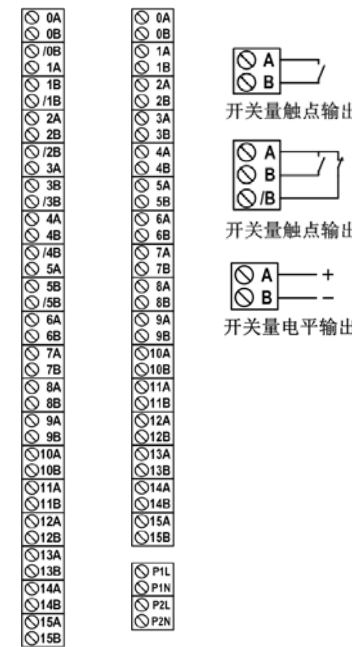 0A
0B
/0B
1A
1B
/1B
2A
2B
/2B
3A
3B
/3B
4A
4B
/4B
5A
5B
/5B
6A
6B
7A
7B
8A
8B
9A
9B
10A
10B
11A
11B
12A
12B
13A
13B
14A
14B
15A
15B
0A
0B
1A
1B
2A
2B
3A
3B
4A
4B
5A
5B
6A
6B
7A
7B
8A
8B
9A
9B
10A
10B
11A
11B
12A
12B
13A
13B
14A
14B
15A
15B
P1L
P1N
P2L
P2N
A
B
开关量触点输出
A
B
/B
开关量触点输出
A +
B −
开关量电平输出